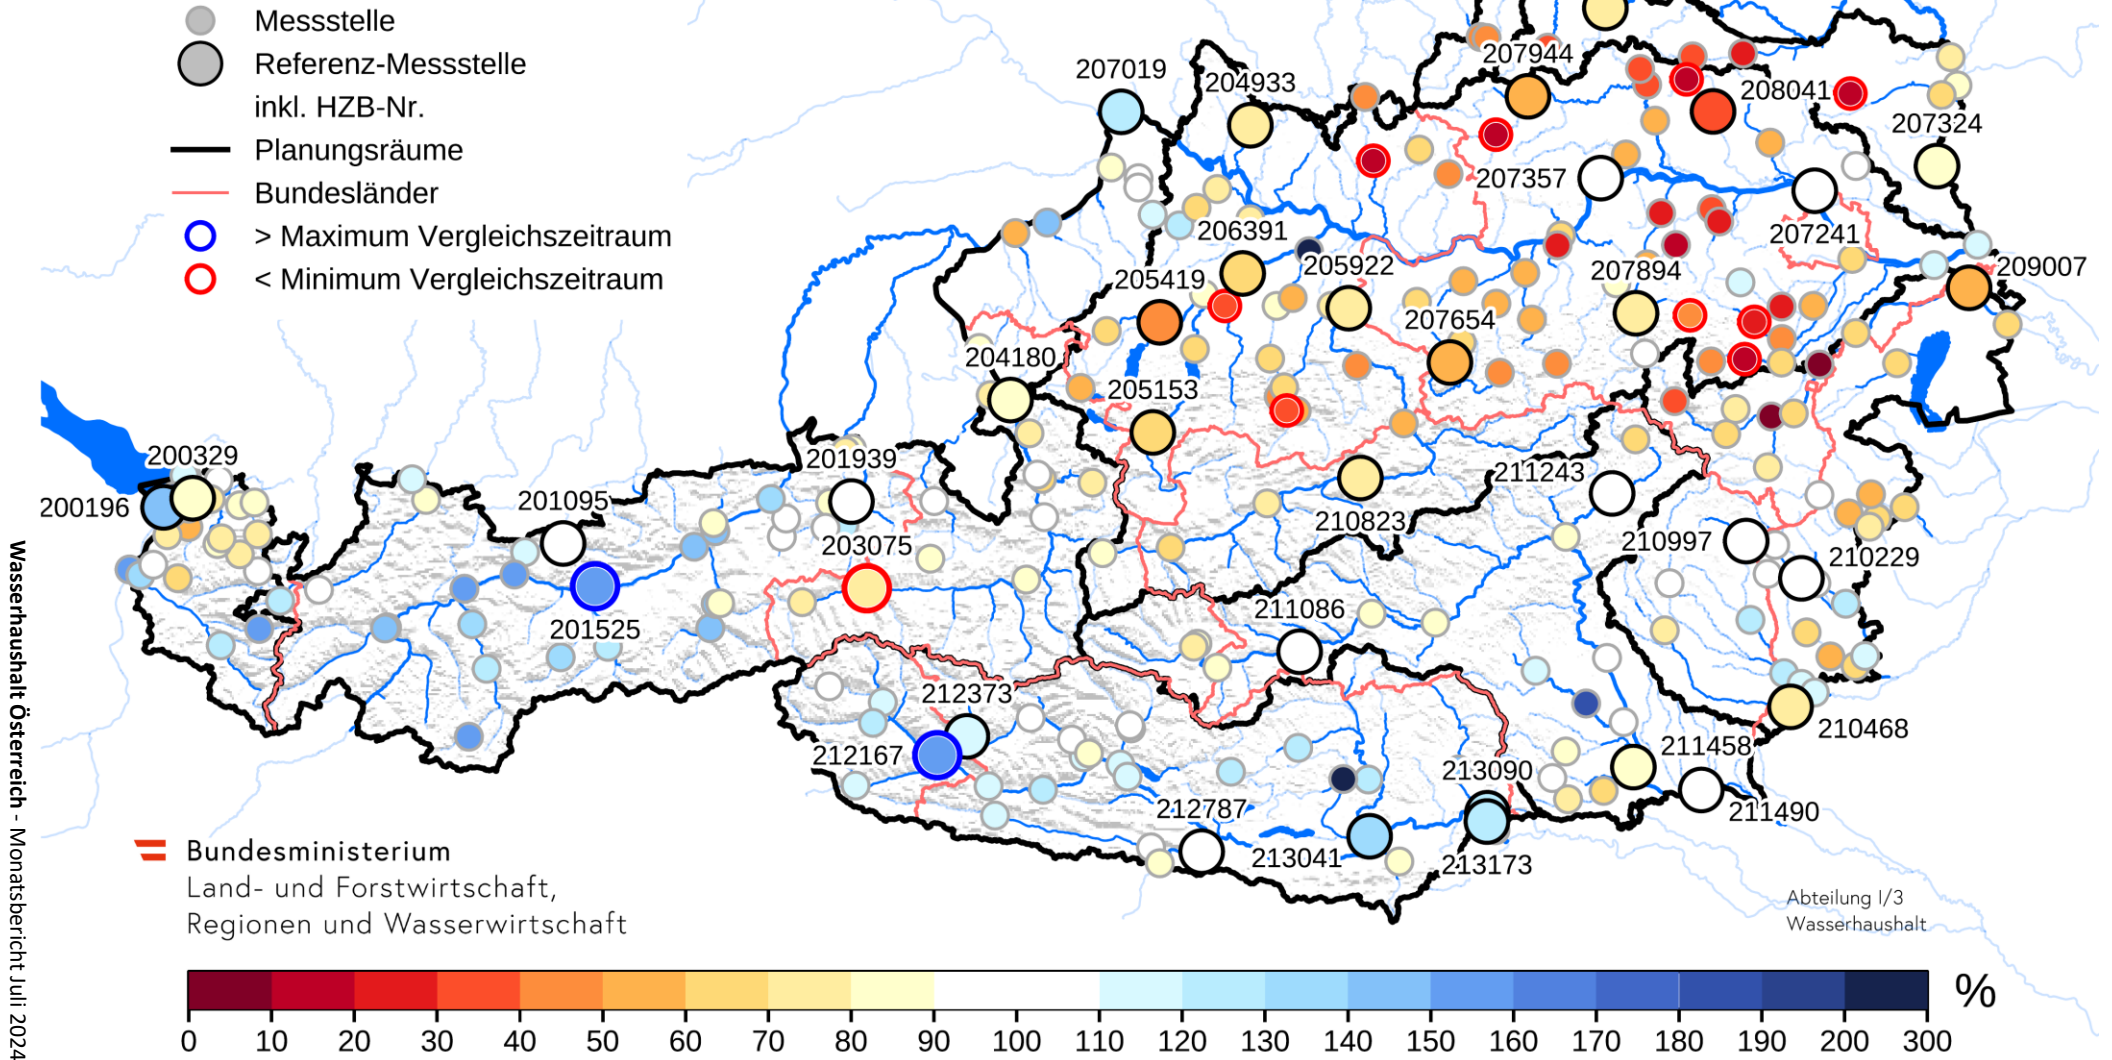 Messstelle
Referenz-Messstelle
inkl. HZB-Nr.
Planungsräume
Bundesländer
> Maximum Vergleichszeitraum
< Minimum Vergleichszeitraum
207944
207019
204933
208041
207324
207357
206391
207241
205922
205419
207894
209007
207654
204180
205153
200329
201939
211243
201095
200196
210823
203075
210997
210229
211086
201525
212373
210468
212167
211458
213090
212787
211490
213041
213173
Wasserhaushalt Österreich - Monatsbericht Juli 2024
Bundesministerium
Land- und Forstwirtschaft,
Regionen und Wasserwirtschaft
Abteilung I/3
Wasserhaushalt
%
0 10 20 30 40 50 60 70 80 90 100 110 120 130 140 150 160 170 180 190 200 300